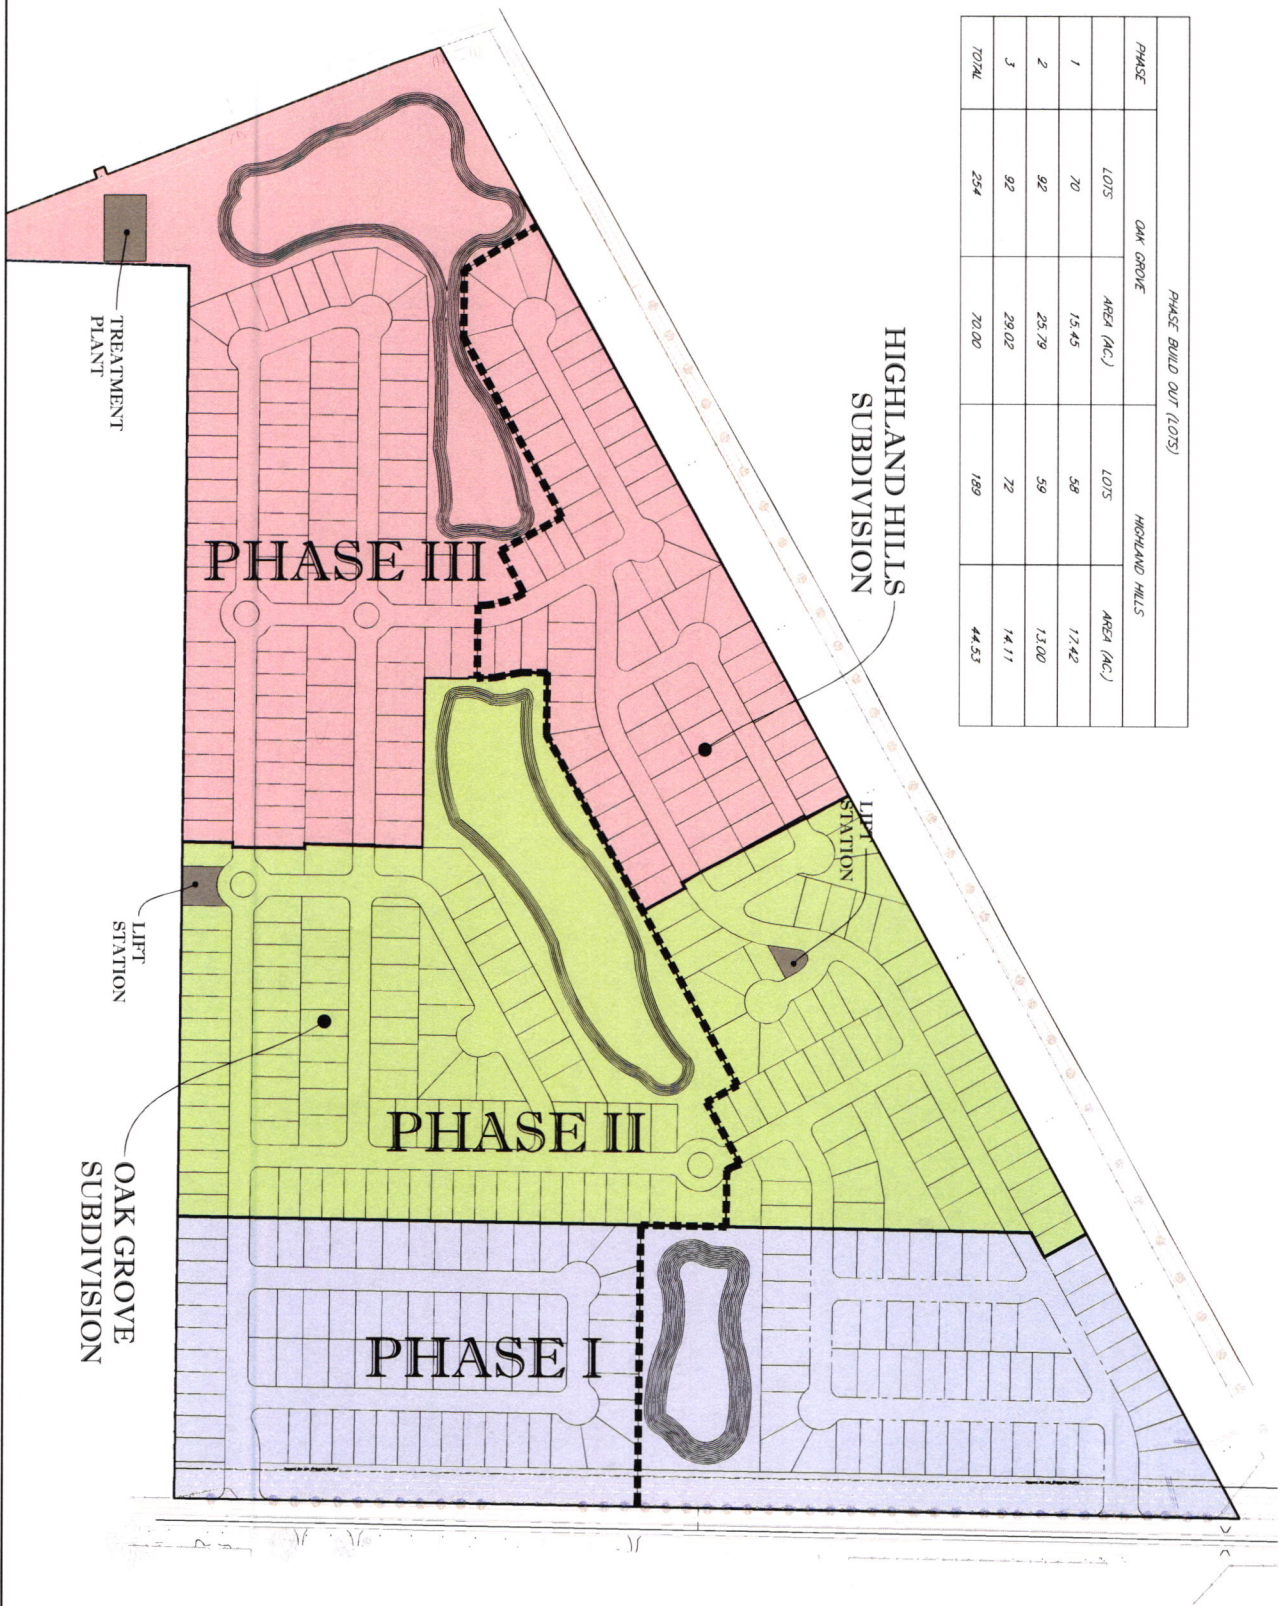 PHASE BUILD OUT (LOTS)
PHASE OAK GROVE HIGHLAND HILLS
LOTS AREA (AC.) LOTS AREA (AC.)
1 70 15.45 58 17.42
2 92 25.79 59 13.00
3 92 29.02 72 14.11
TOTAL 254 70.00 189 44.53
HIGHLAND HILLS
SUBDIVISION
LIFT
STATION
TREATMENT
PLANT
PHASE III
PHASE II
PHASE I
LIFT
STATION
OAK GROVE
SUBDIVISION